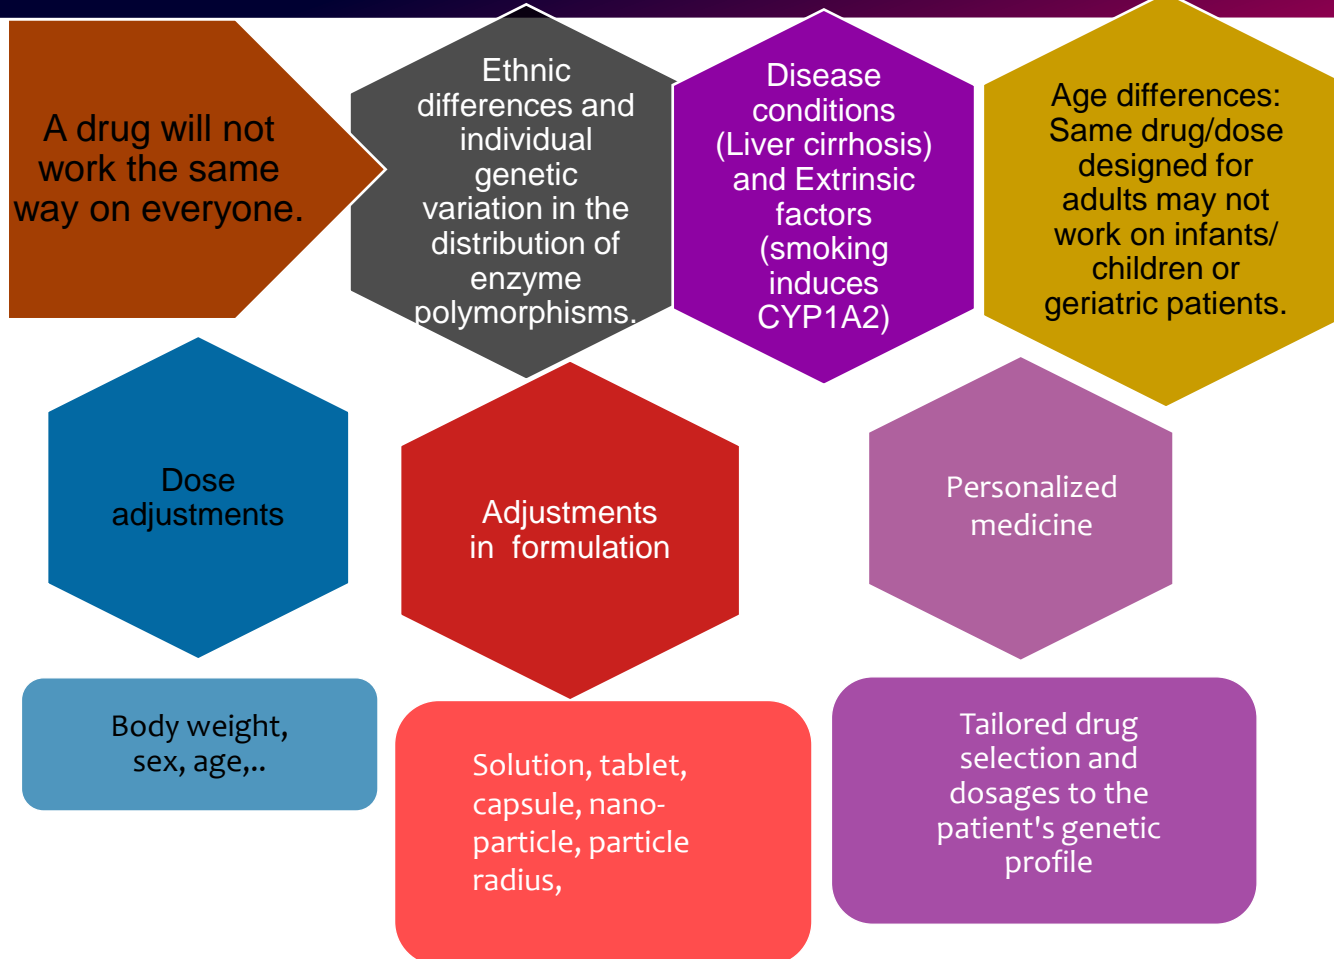 A drug will not
work the same
way on everyone.
Ethnic
differences and
individual
genetic
variation in the
distribution of
enzyme
polymorphisms.
Disease
conditions
(Liver cirrhosis)
and Extrinsic
factors
(smoking
induces
CYP1A2)
Age differences:
Same drug/dose
designed for
adults may not
work on infants/
children or
geriatric patients.
Dose
adjustments
Adjustments
in formulation
Personalized
medicine
Body weight,
sex, age,..
Solution, tablet,
capsule, nano-
particle, particle
radius,
Tailored drug
selection and
dosages to the
patient's genetic
profile